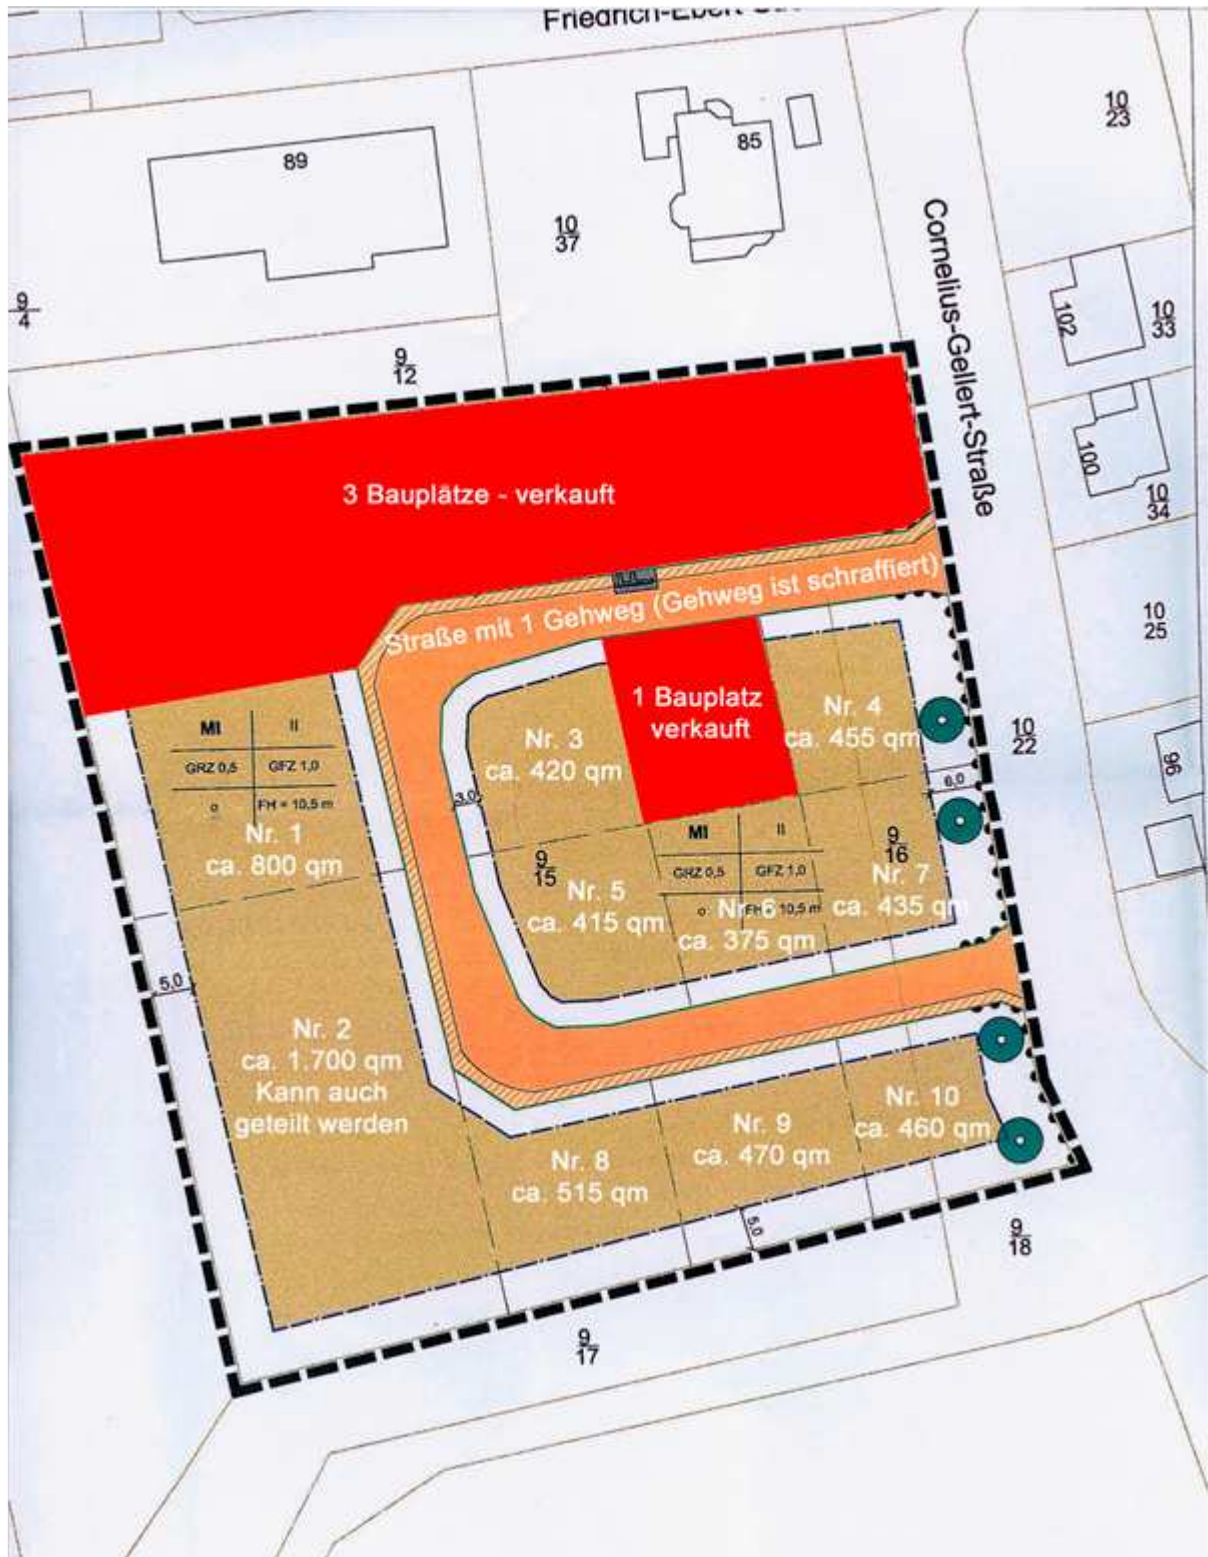 Friedrich-Ebert
10
23
89
85
10
37
Cornelius-Gellert-Straße
9
4
102
10
33
9
12
100
10
34
3 Bauplätze - verkauft
Straße mit 1 Gehweg (Gehweg ist schraffiert)
10
25
1 Bauplatz
verkauft
Nr. 4
ca. 455 qm
MI II
GRZ 0,5 GFZ 1,0
o FH = 10,5 m
Nr. 3
ca. 420 qm
10
22
96
6,0
3,0
Nr. 1
ca. 800 qm
MI II
GRZ 0,5 GFZ 1,0
o FH = 10,5 m
9
16
9
15
Nr. 5
ca. 415 qm
Nr. 6
ca. 375 qm
Nr. 7
ca. 435 qm
5,0
Nr. 2
ca. 1.700 qm
Kann auch
geteilt werden
Nr. 10
ca. 460 qm
Nr. 9
ca. 470 qm
Nr. 8
ca. 515 qm
5,0
9
18
9
17